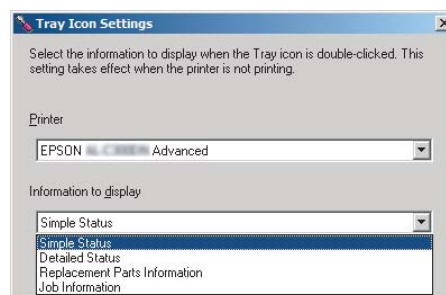 Tray Icon Settings
Select the information to display when the Tray icon is double-clicked. This
setting takes effect when the printer is not printing.
Printer
EPSON Advanced
Information to display
Simple Status
Simple Status
Detailed Status
Replacement Parts Information
Job Information